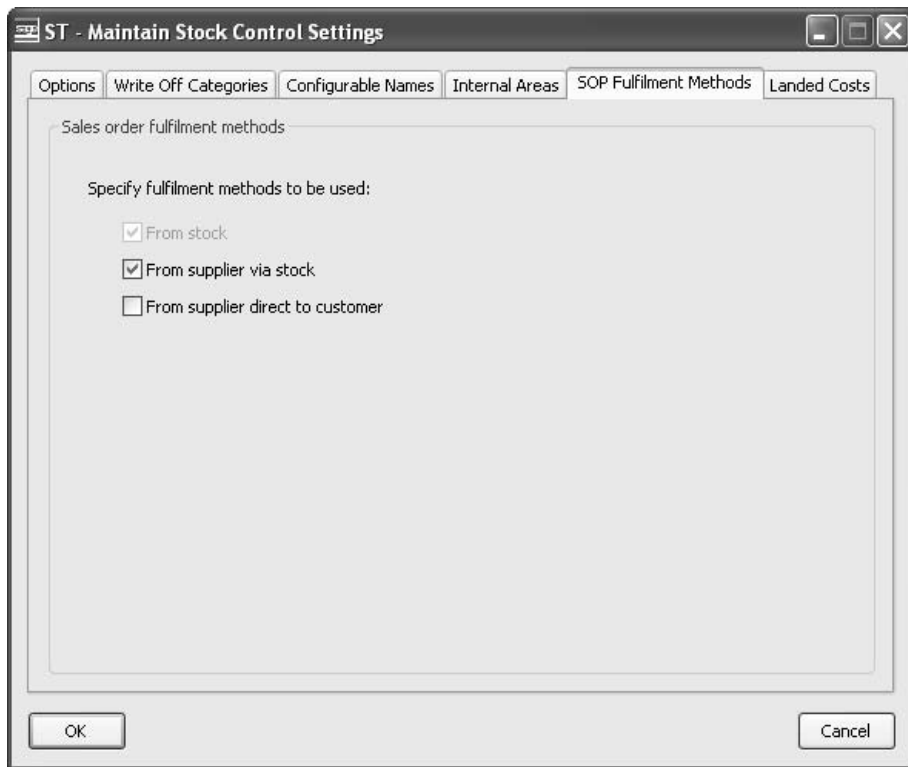 sage ST - Maintain Stock Control Settings
Options Write Off Categories Configurable Names Internal Areas SOP Fulfilment Methods Landed Costs
Sales order fulfilment methods
Specify fulfilment methods to be used:
From stock
From supplier via stock
From supplier direct to customer
OK Cancel